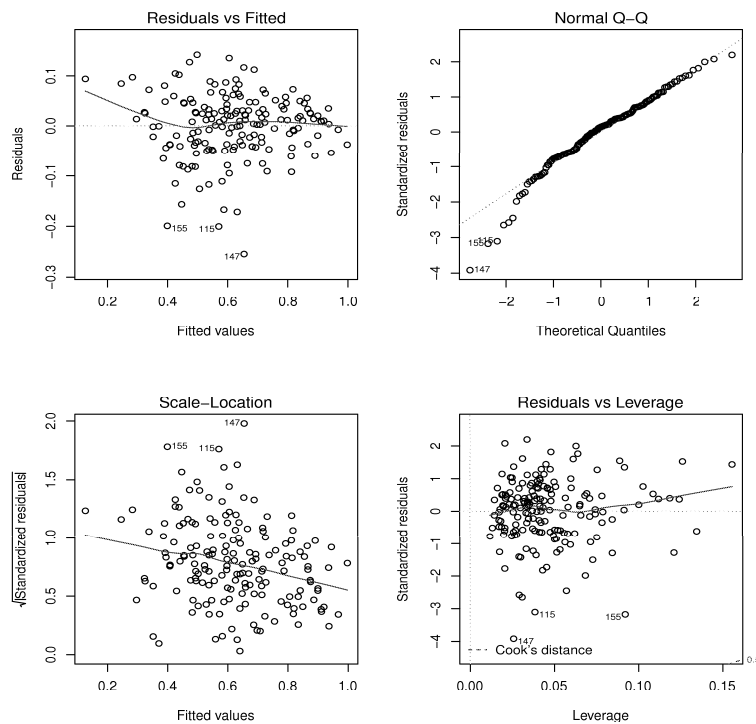 Residuals vs Fitted
Residuals
0.1
0.0
−0.1
−0.2
−0.3
155
115
147
0.2 0.4 0.6 0.8 1.0
Fitted values
Normal Q−Q
Standardized residuals
2
1
0
−1
−2
−3
−4
155
115
147
−2 −1 0 1 2
Theoretical Quantiles
Scale−Location
√|Standardized residuals|
2.0
1.5
1.0
0.5
0.0
147
155
115
0.2 0.4 0.6 0.8 1.0
Fitted values
Residuals vs Leverage
Standardized residuals
2
1
0
−1
−2
−3
−4
115
155
147
Cook's distance
0.00 0.05 0.10 0.15
Leverage